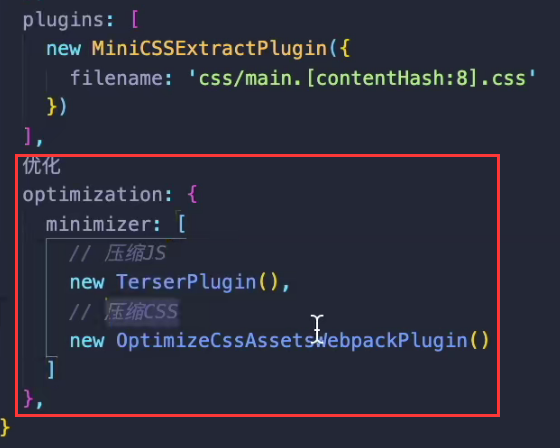 plugins: [
new MiniCSSExtractPlugin({
filename: 'css/main.[contentHash:8].css'
})
],
优化
optimization: {
minimizer: [
// 压缩JS
new TerserPlugin(),
// 压缩CSS
new OptimizeCssAssetsWebpackPlugin()
]
},
}